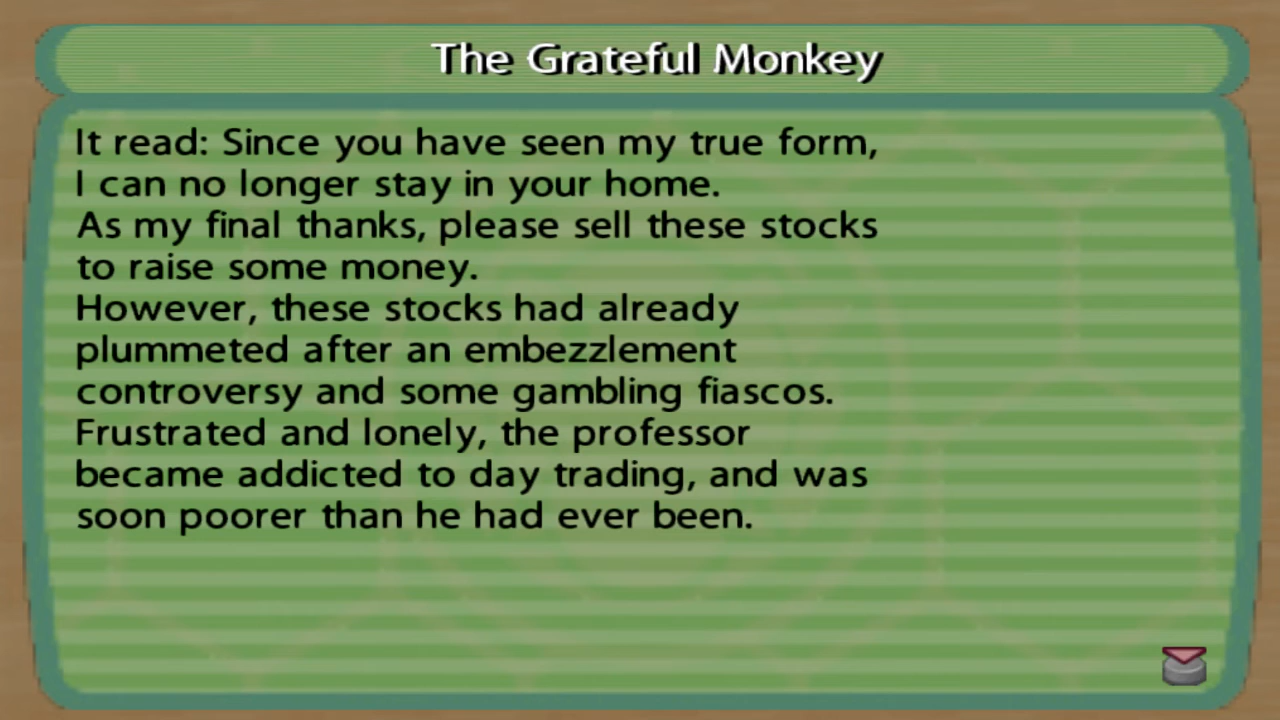 The Grateful Monkey
It read: Since you have seen my true form,
I can no longer stay in your home.
As my final thanks, please sell these stocks
to raise some money.
However, these stocks had already
plummeted after an embezzlement
controversy and some gambling fiascos.
Frustrated and lonely, the professor
became addicted to day trading, and was
soon poorer than he had ever been.